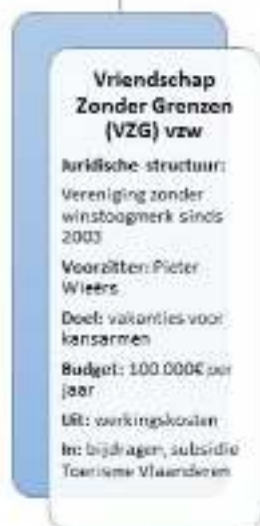 Vriendschap
Zonder Grenzen
(VZG) vzw
Juridische structuur:
Vereniging zonder
winstoogmerk sinds
2003
Voorzitter: Pieter
Wieërs
Doel: vakanties voor
kansarmen
Budget: 100.000€ per
jaar
Uit: werkingskosten
In: bijdragen, subsidie
Toerisme Vlaanderen